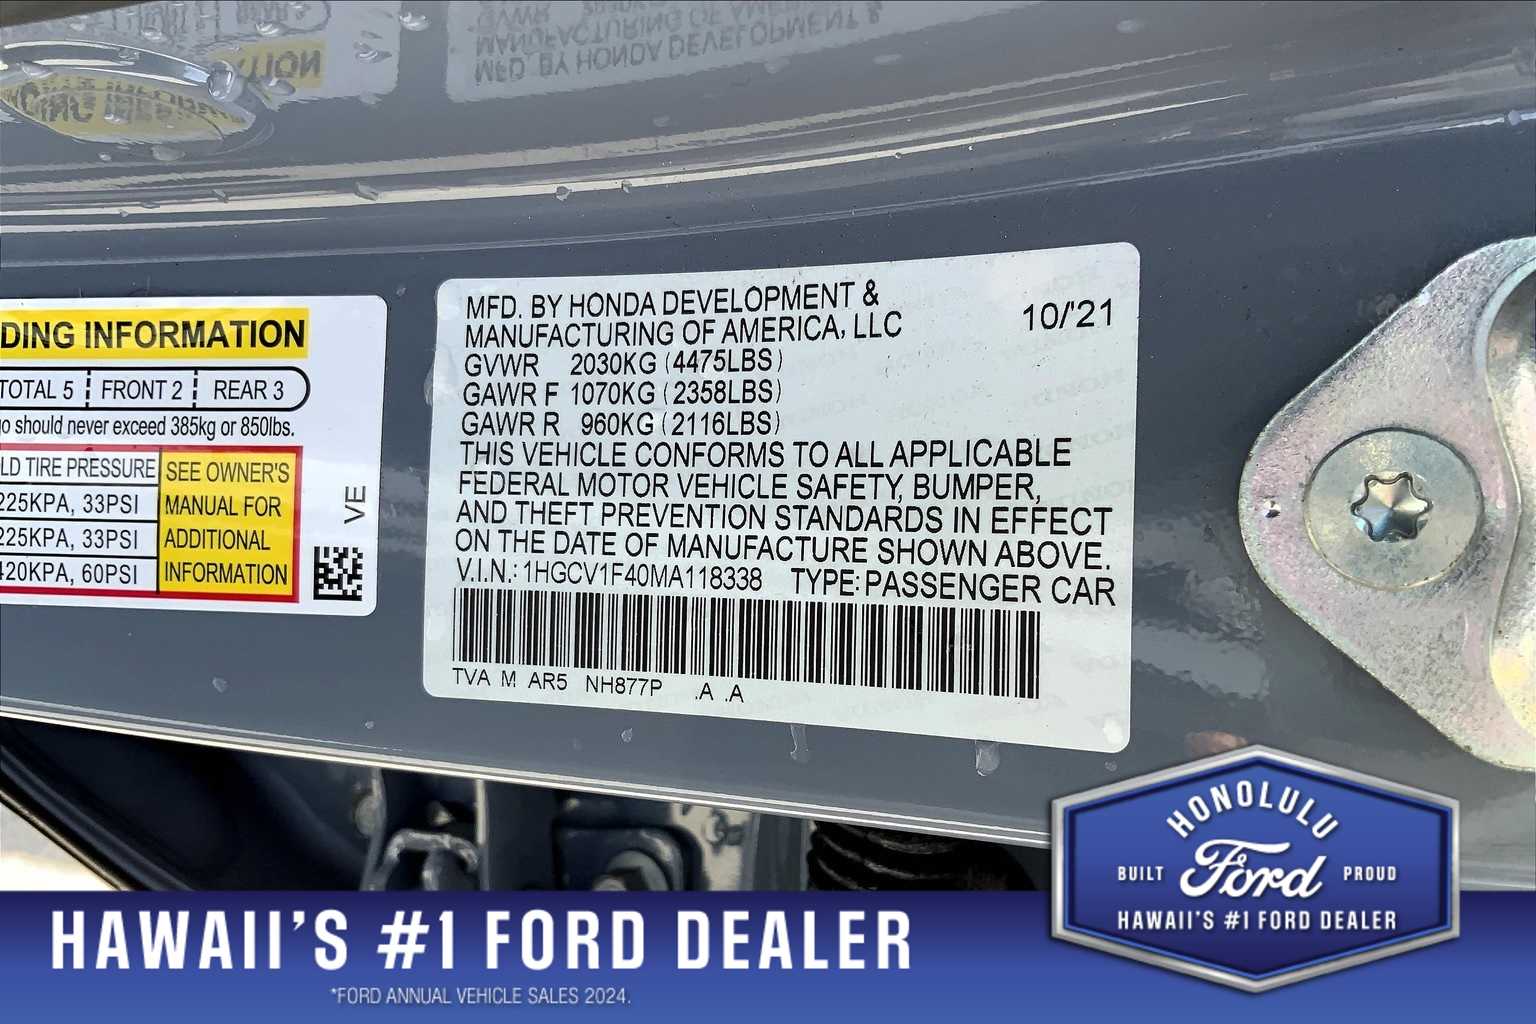 DING INFORMATION
TOTAL 5 FRONT 2 REAR 3
go should never exceed 385kg or 850lbs.
LD TIRE PRESSURE SEE OWNER'S
225KPA, 33PSI MANUAL FOR
225KPA, 33PSI ADDITIONAL
420KPA, 60PSI INFORMATION
VE
MFD. BY HONDA DEVELOPMENT &
MANUFACTURING OF AMERICA, LLC 10/'21
GVWR 2030KG (4475LBS)
GAWR F 1070KG (2358LBS)
GAWR R 960KG (2116LBS)
THIS VEHICLE CONFORMS TO ALL APPLICABLE
FEDERAL MOTOR VEHICLE SAFETY, BUMPER,
AND THEFT PREVENTION STANDARDS IN EFFECT
ON THE DATE OF MANUFACTURE SHOWN ABOVE.
V.I.N.: 1HGCV1F40MA118338 TYPE: PASSENGER CAR
TVA M AR5 NH877P .A .A
HONOLULU
BUILT Ford PROUD
HAWAII'S #1 FORD DEALER
HAWAII'S #1 FORD DEALER
*FORD ANNUAL VEHICLE SALES 2024.